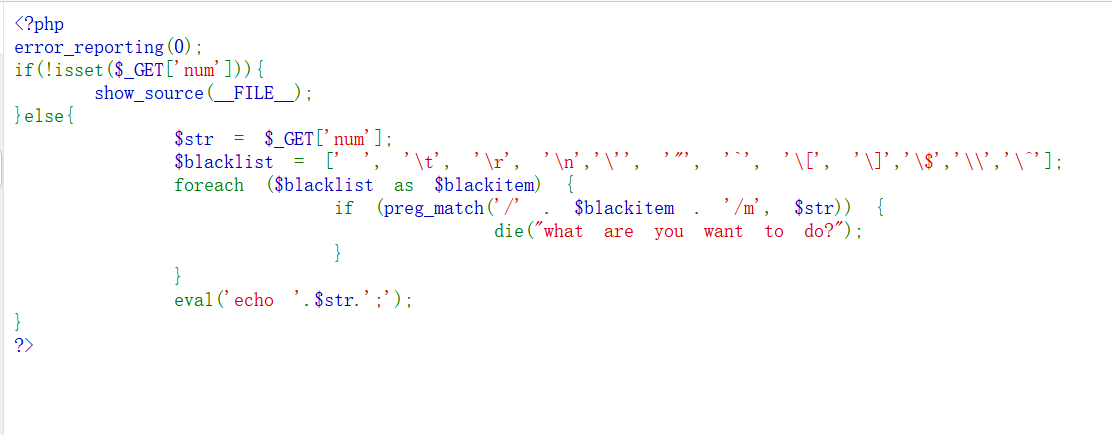 <?php
error_reporting(0);
if(!isset($_GET['num'])){
show_source(__FILE__);
}else{
$str = $_GET['num'];
$blacklist = [' ', '\t', '\r', '\n','\'', '"', '`', '\[', '\]','\$','\\','\^'];
foreach ($blacklist as $blackitem) {
if (preg_match('/' . $blackitem . '/m', $str)) {
die("what are you want to do?");
}
}
eval('echo '.$str.';');
}
?>